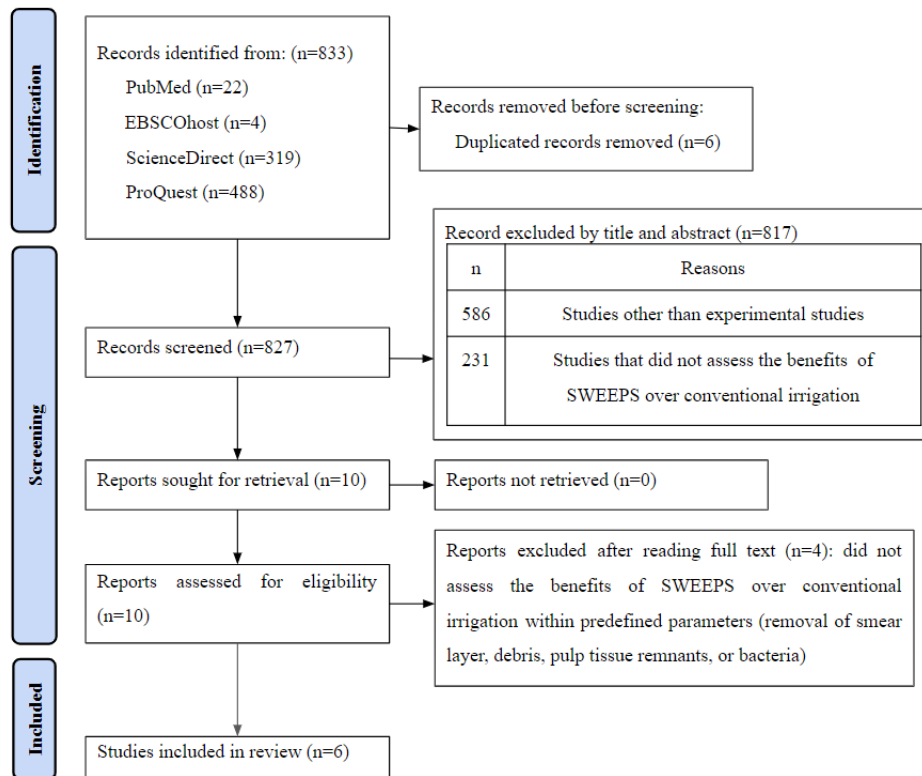 Identification
Records identified from: (n=833)
PubMed (n=22)
EBSCOhost (n=4)
ScienceDirect (n=319)
ProQuest (n=488)
Records removed before screening:
Duplicated records removed (n=6)
Screening
Records screened (n=827)
Record excluded by title and abstract (n=817)
n Reasons
586 Studies other than experimental studies
231 Studies that did not assess the benefits of
SWEEPS over conventional irrigation
Reports sought for retrieval (n=10)
Reports not retrieved (n=0)
Reports assessed for eligibility
(n=10)
Reports excluded after reading full text (n=4): did
not assess the benefits of SWEEPS over conventional
irrigation within predefined parameters (removal of smear
layer, debris, pulp tissue remnants, or bacteria)
Included
Studies included in review (n=6)